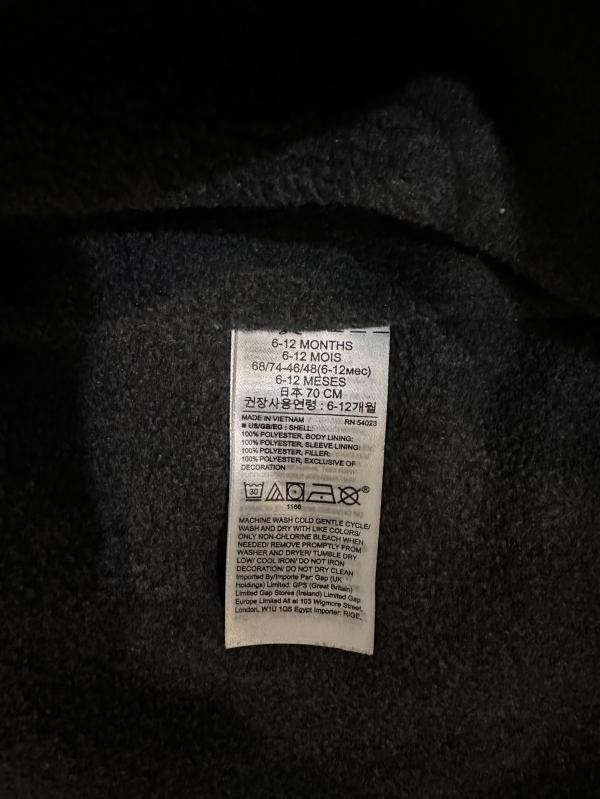 6-12 MONTHS
6-12 MOIS
68/74-46/48(6-12мес)
6-12 MESES
日本 70 CM
권장사용연령 : 6-12개월
MADE IN VIETNAM RN 54023
■ US/GB/EG : SHELL:
100% POLYESTER, BODY LINING:
100% POLYESTER, SLEEVE LINING:
100% POLYESTER, FILLER:
100% POLYESTER, EXCLUSIVE OF
DECORATION
30 ®
1166
MACHINE WASH COLD GENTLE CYCLE/
WASH AND DRY WITH LIKE COLORS/
ONLY NON-CHLORINE BLEACH WHEN
NEEDED/ REMOVE PROMPTLY FROM
WASHER AND DRYER/ TUMBLE DRY
LOW/ COOL IRON/ DO NOT IRON
DECORATION/ DO NOT DRY CLEAN
Imported By/Importe Par: Gap (UK
Holdings) Limited: GPS (Great Britain)
Limited Gap Stores (Ireland) Limited Gap
Europe Limited All at 103 Wigmore Street,
London, W1U 1QS Egypt Importer: RIGE,